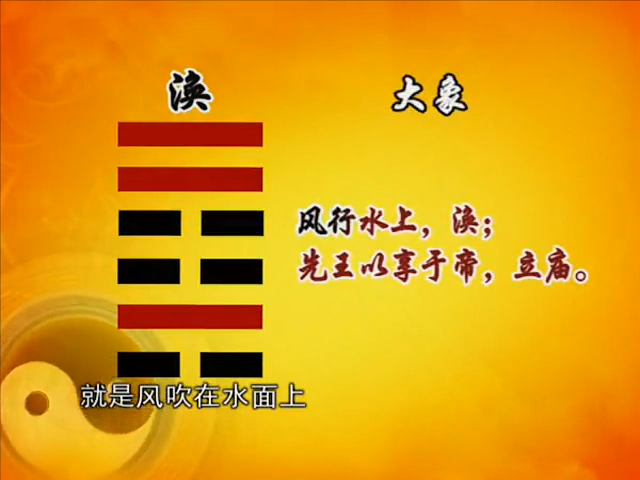 涣
大象
风行水上，涣；
先王以享于帝，立庙。
就是风吹在水面上